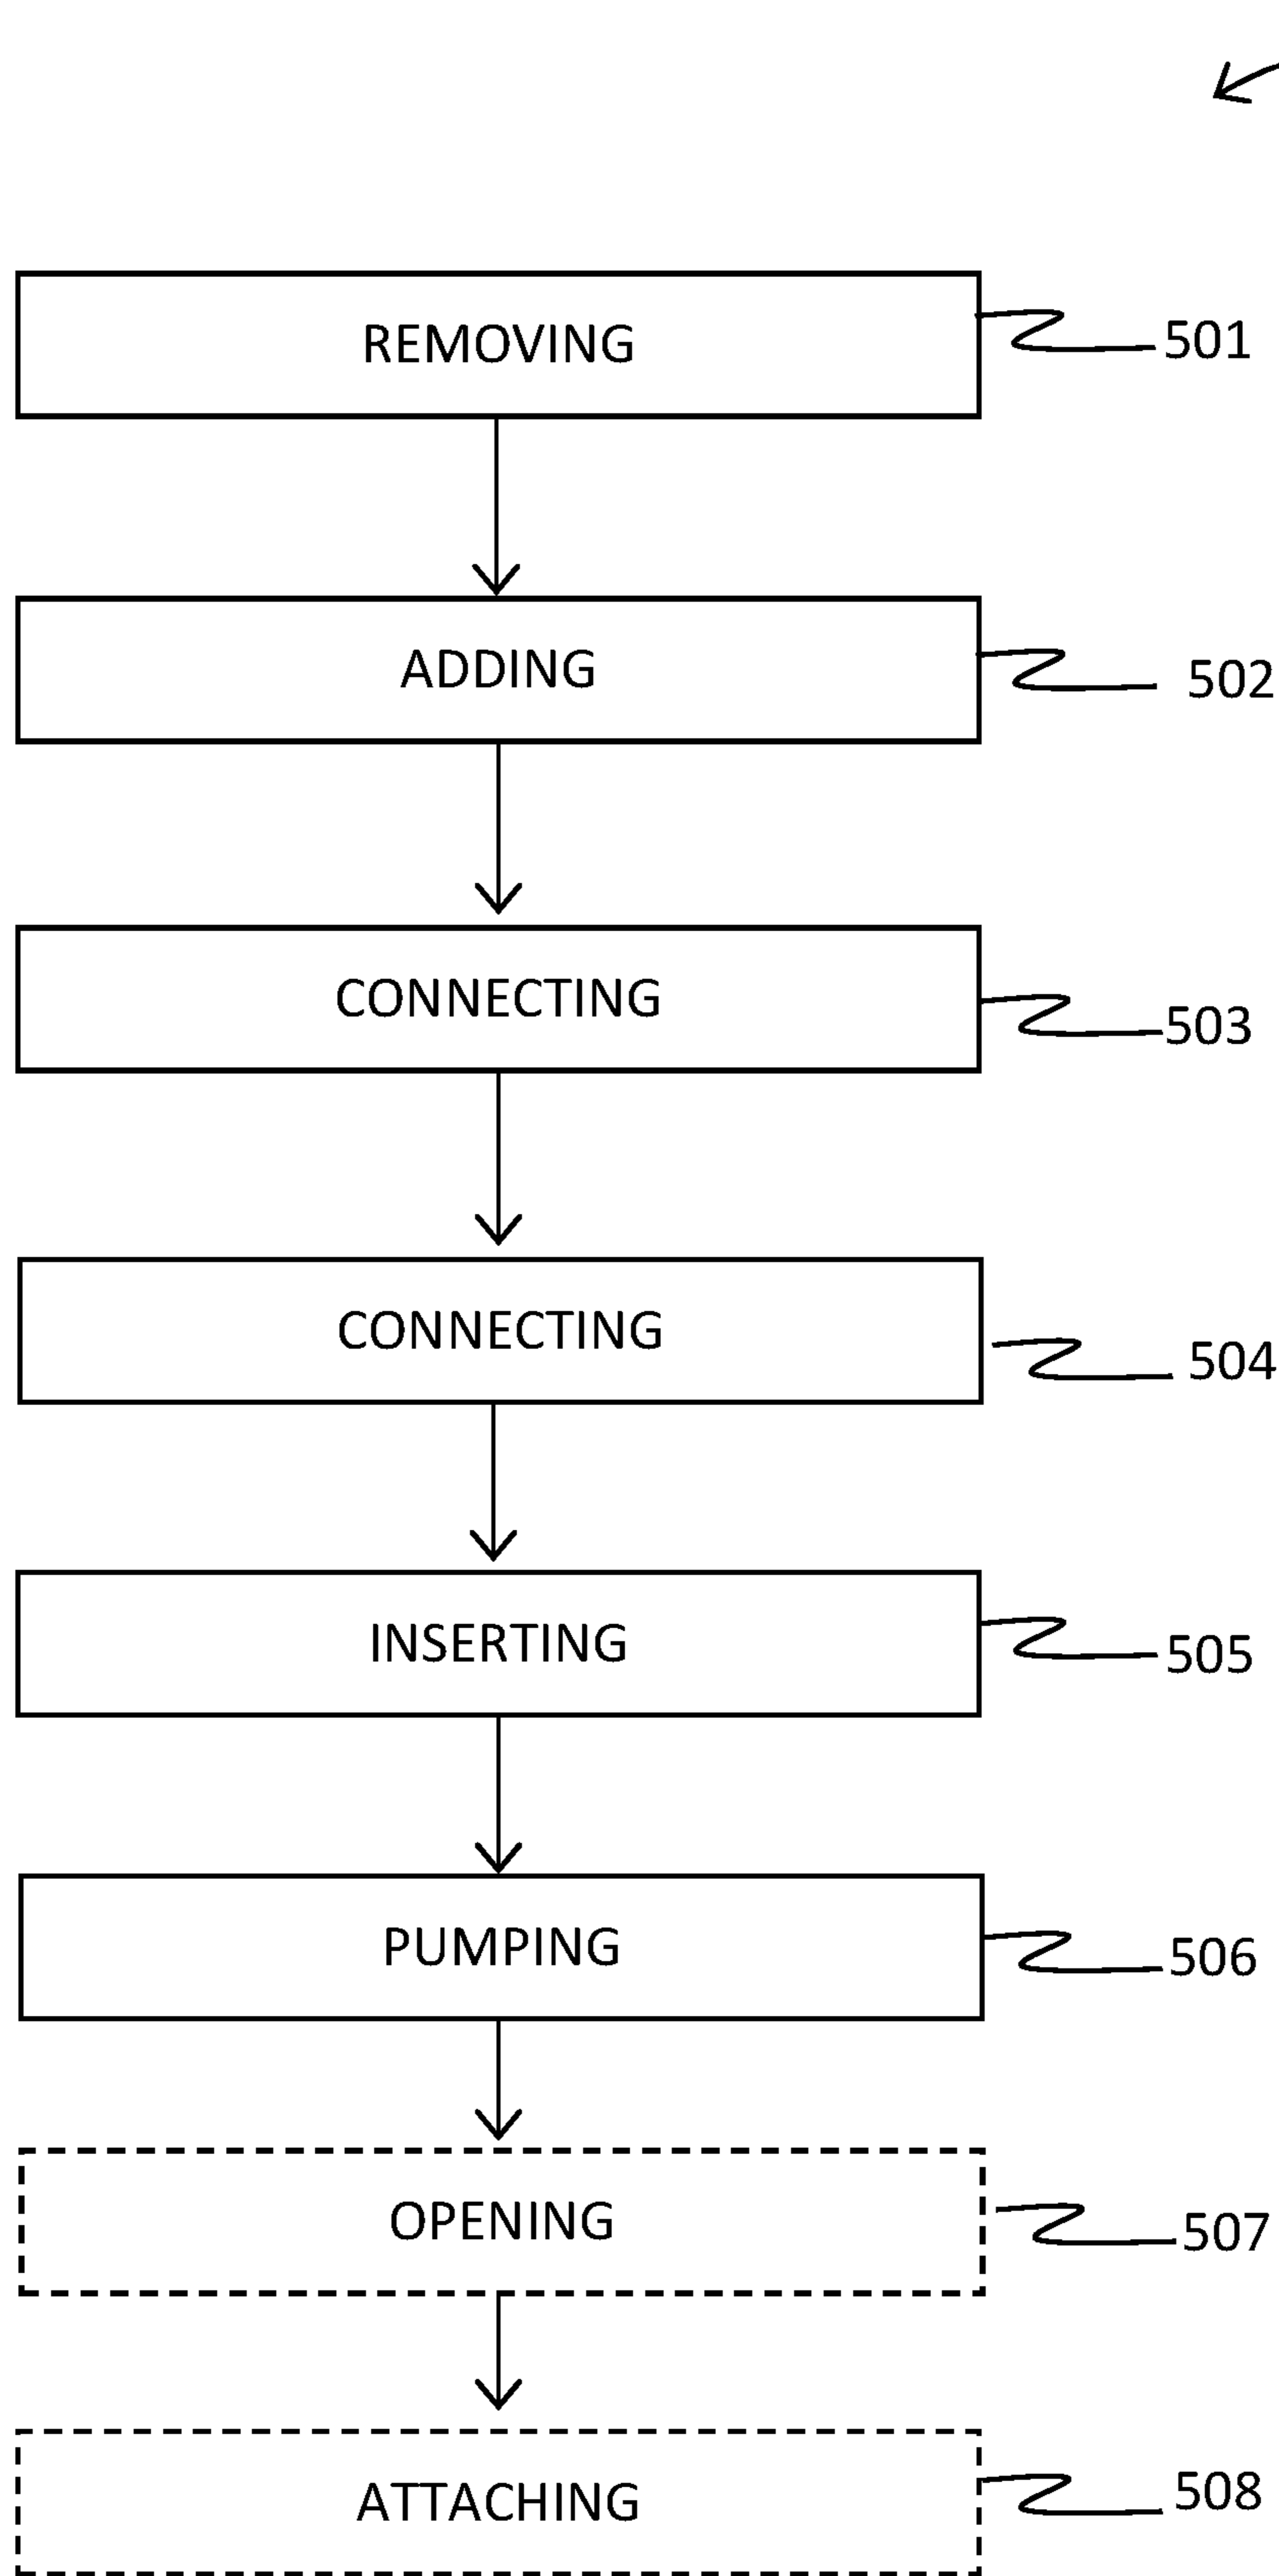 REMOVING 501
ADDING 502
CONNECTING 503
CONNECTING 504
INSERTING 505
PUMPING 506
OPENING 507
ATTACHING 508